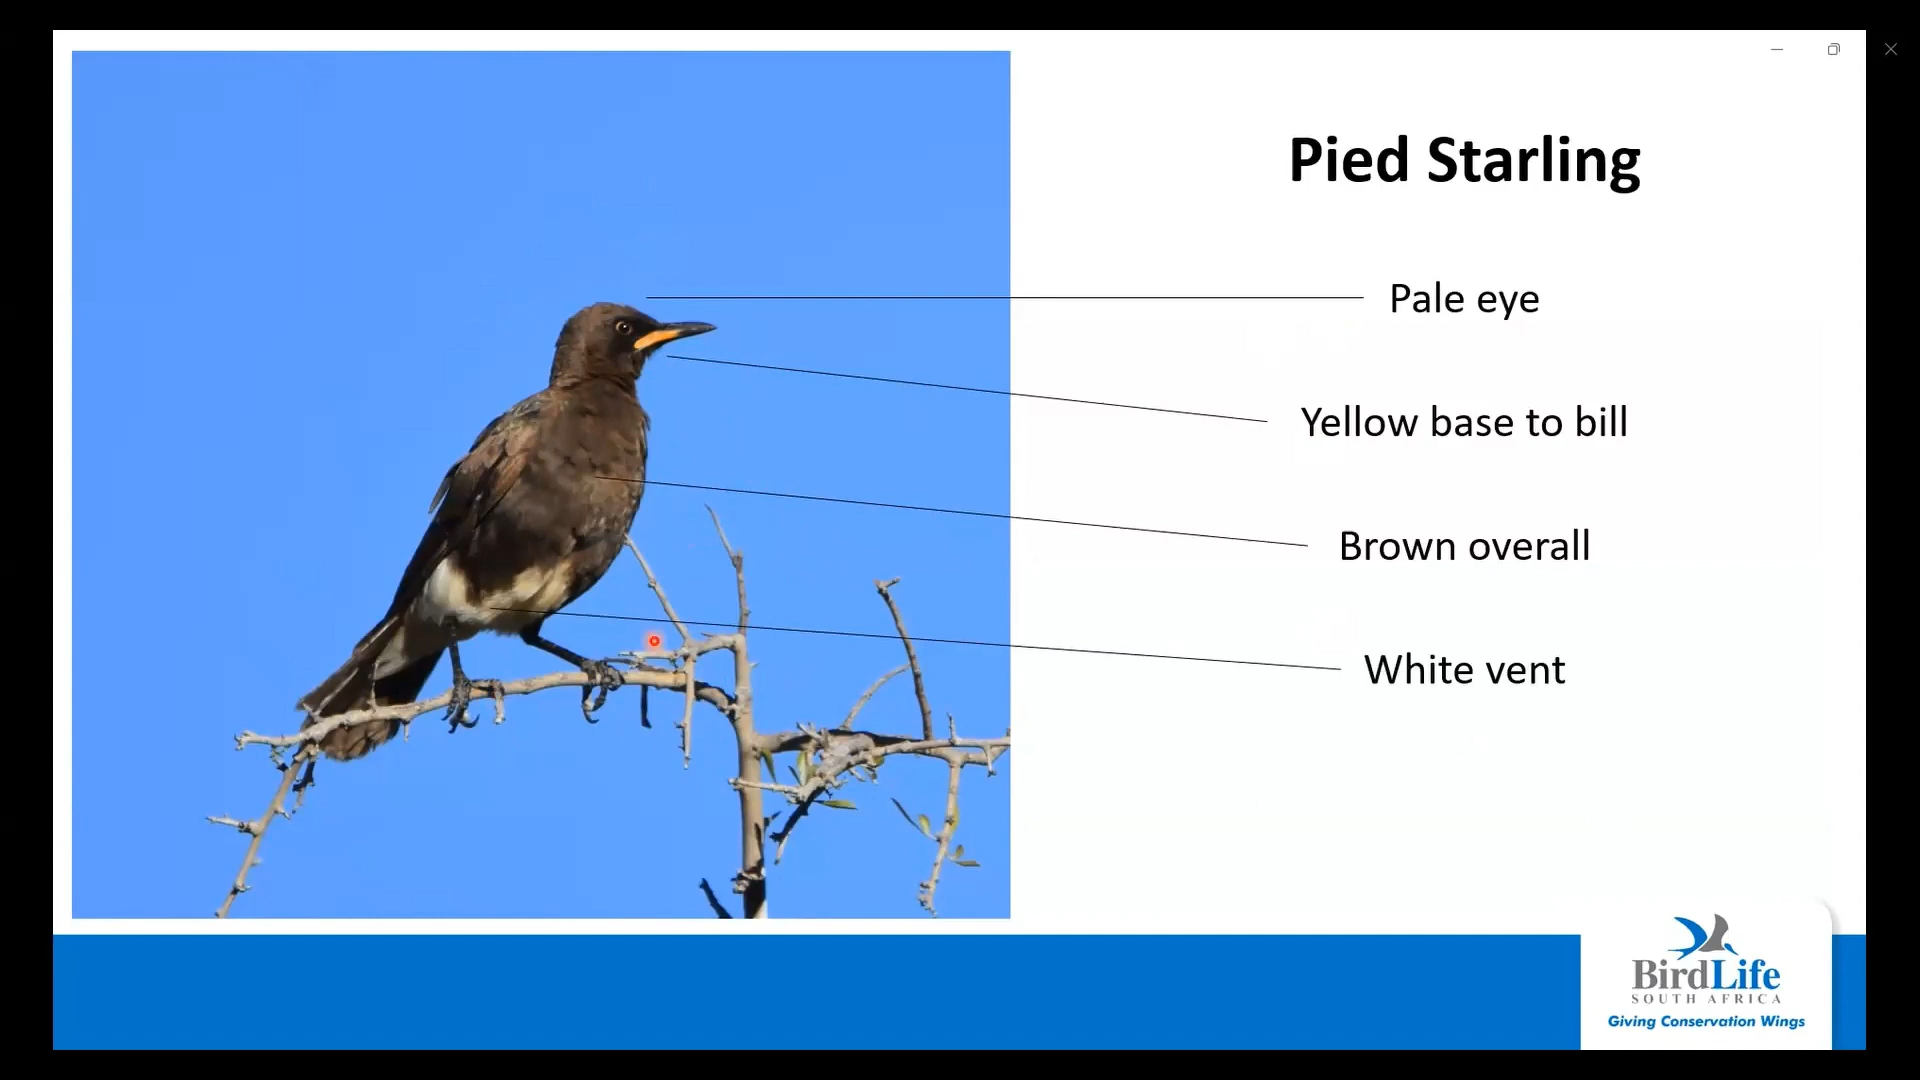 Pied Starling
Pale eye
Yellow base to bill
Brown overall
White vent
BirdLife
SOUTH AFRICA
Giving Conservation Wings